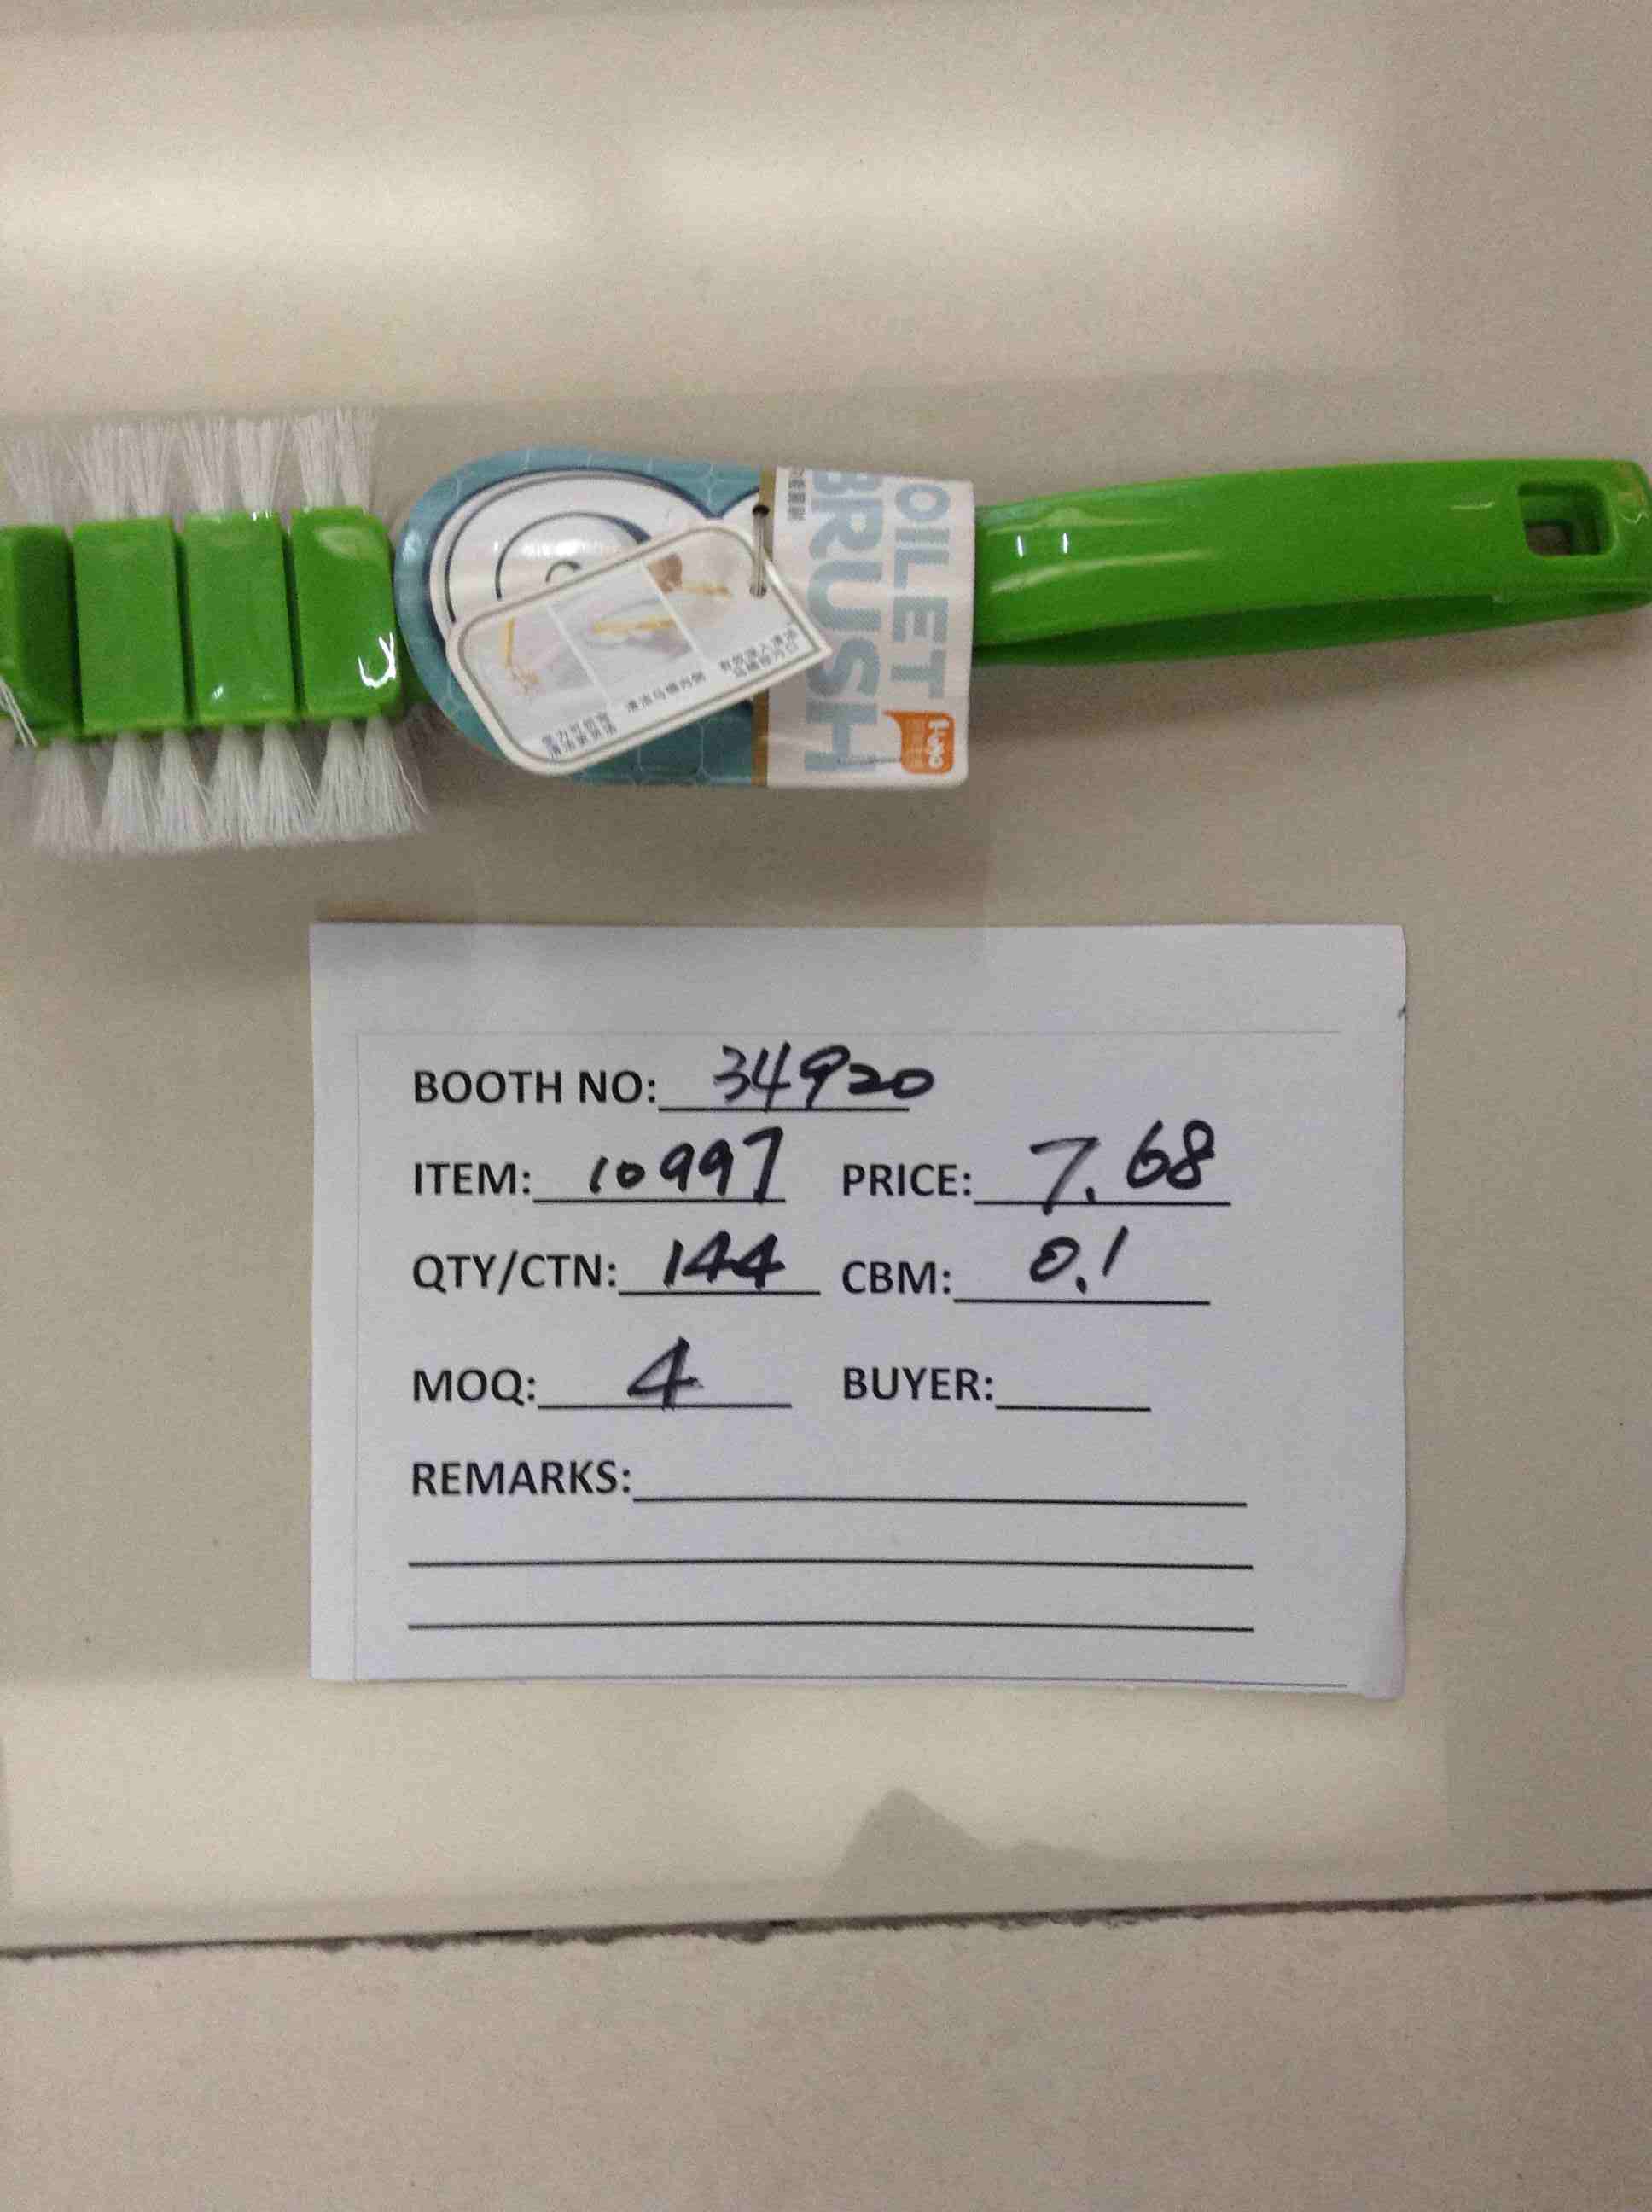 TOILET
BRUSH
BOOTH NO: 34920
ITEM: 10997 PRICE: 7.68
QTY/CTN: 144 CBM: 0.1
MOQ: 4 BUYER:
REMARKS: